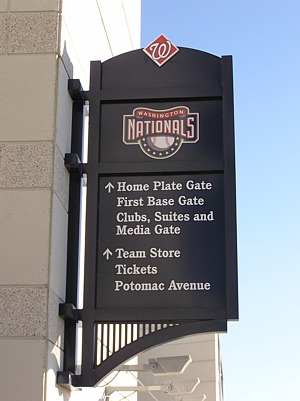 W
WASHINGTON
NATIONALS
↑ Home Plate Gate
First Base Gate
Clubs, Suites and
Media Gate
↑ Team Store
Tickets
Potomac Avenue